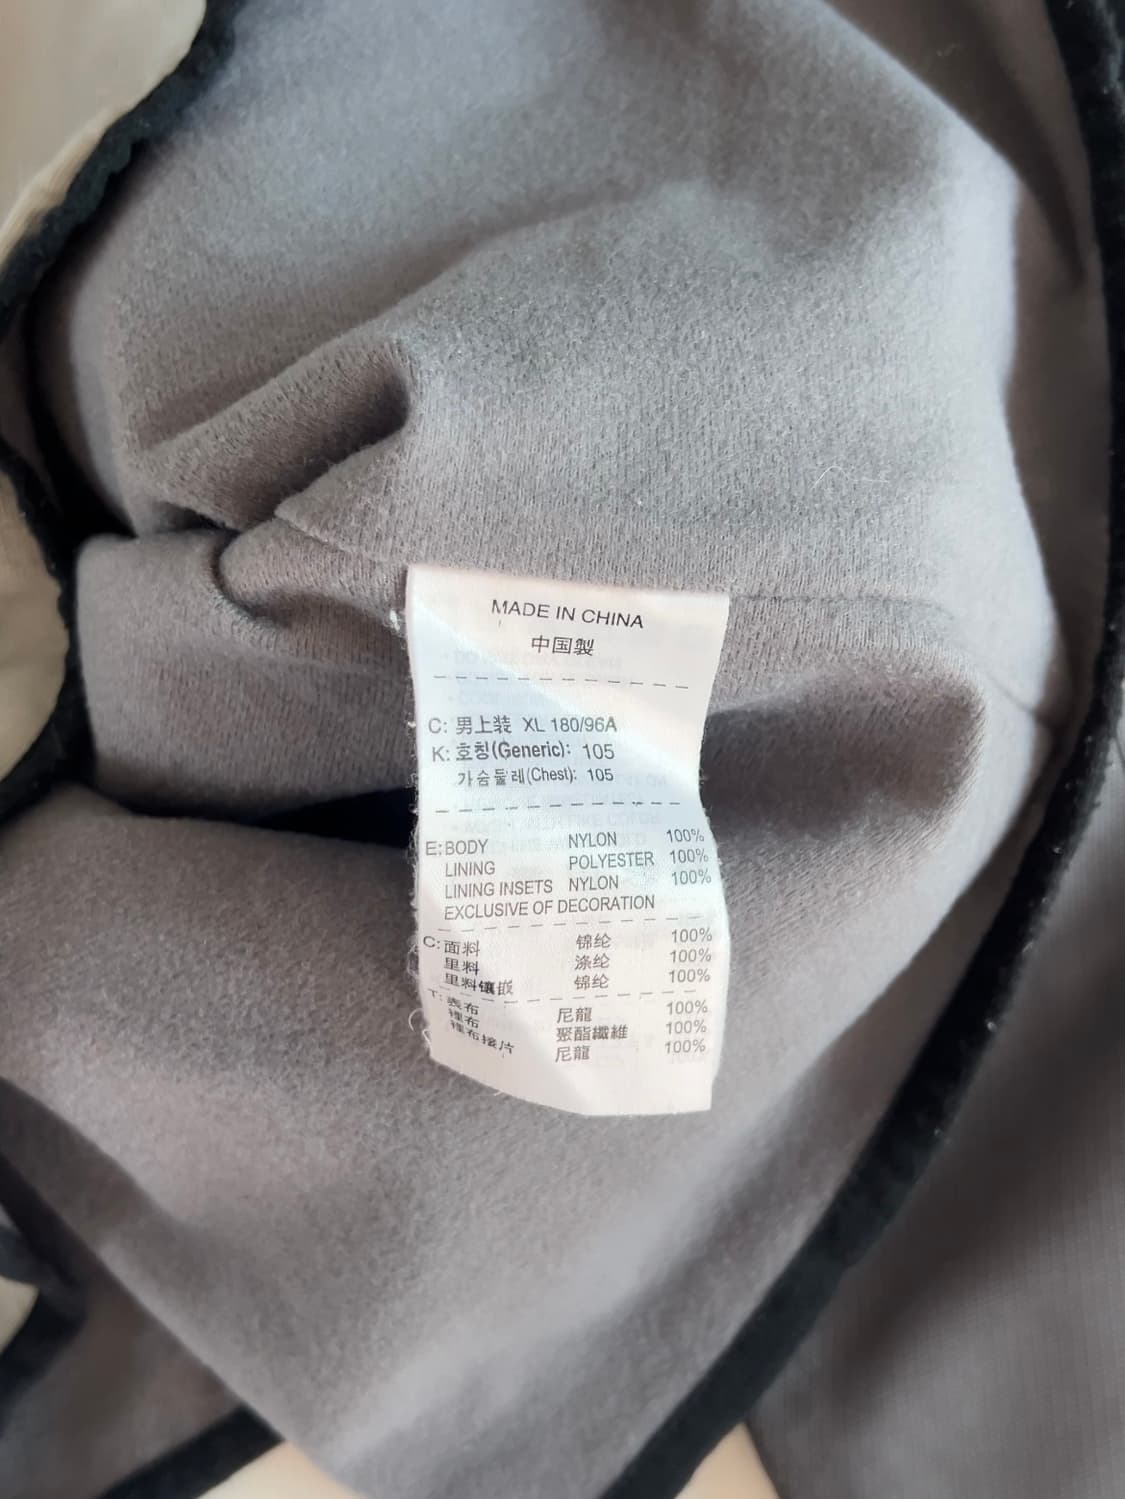 MADE IN CHINA
中国製
C: 男上装 XL 180/96A
K: 호칭(Generic): 105
가슴둘레(Chest): 105
E: BODY NYLON 100%
LINING POLYESTER 100%
LINING INSETS NYLON 100%
EXCLUSIVE OF DECORATION
C: 面料 锦纶 100%
里料 涤纶 100%
里料镶嵌 锦纶 100%
T: 表布 尼龍 100%
裡布 聚酯纖維 100%
裡布接片 尼龍 100%